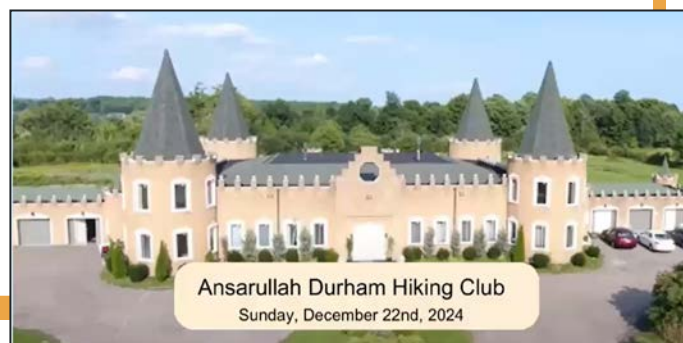 Ansarullah Durham Hiking Club
Sunday, December 22nd, 2024